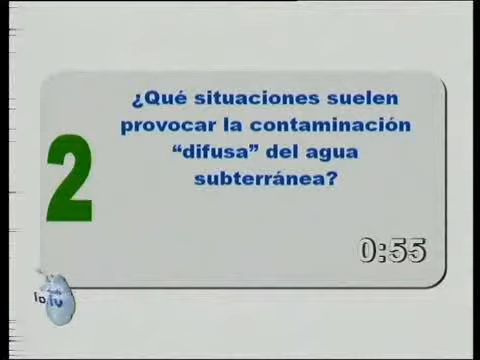 ¿Qué situaciones suelen
provocar la contaminación
“difusa” del agua
subterránea?
2
0:55